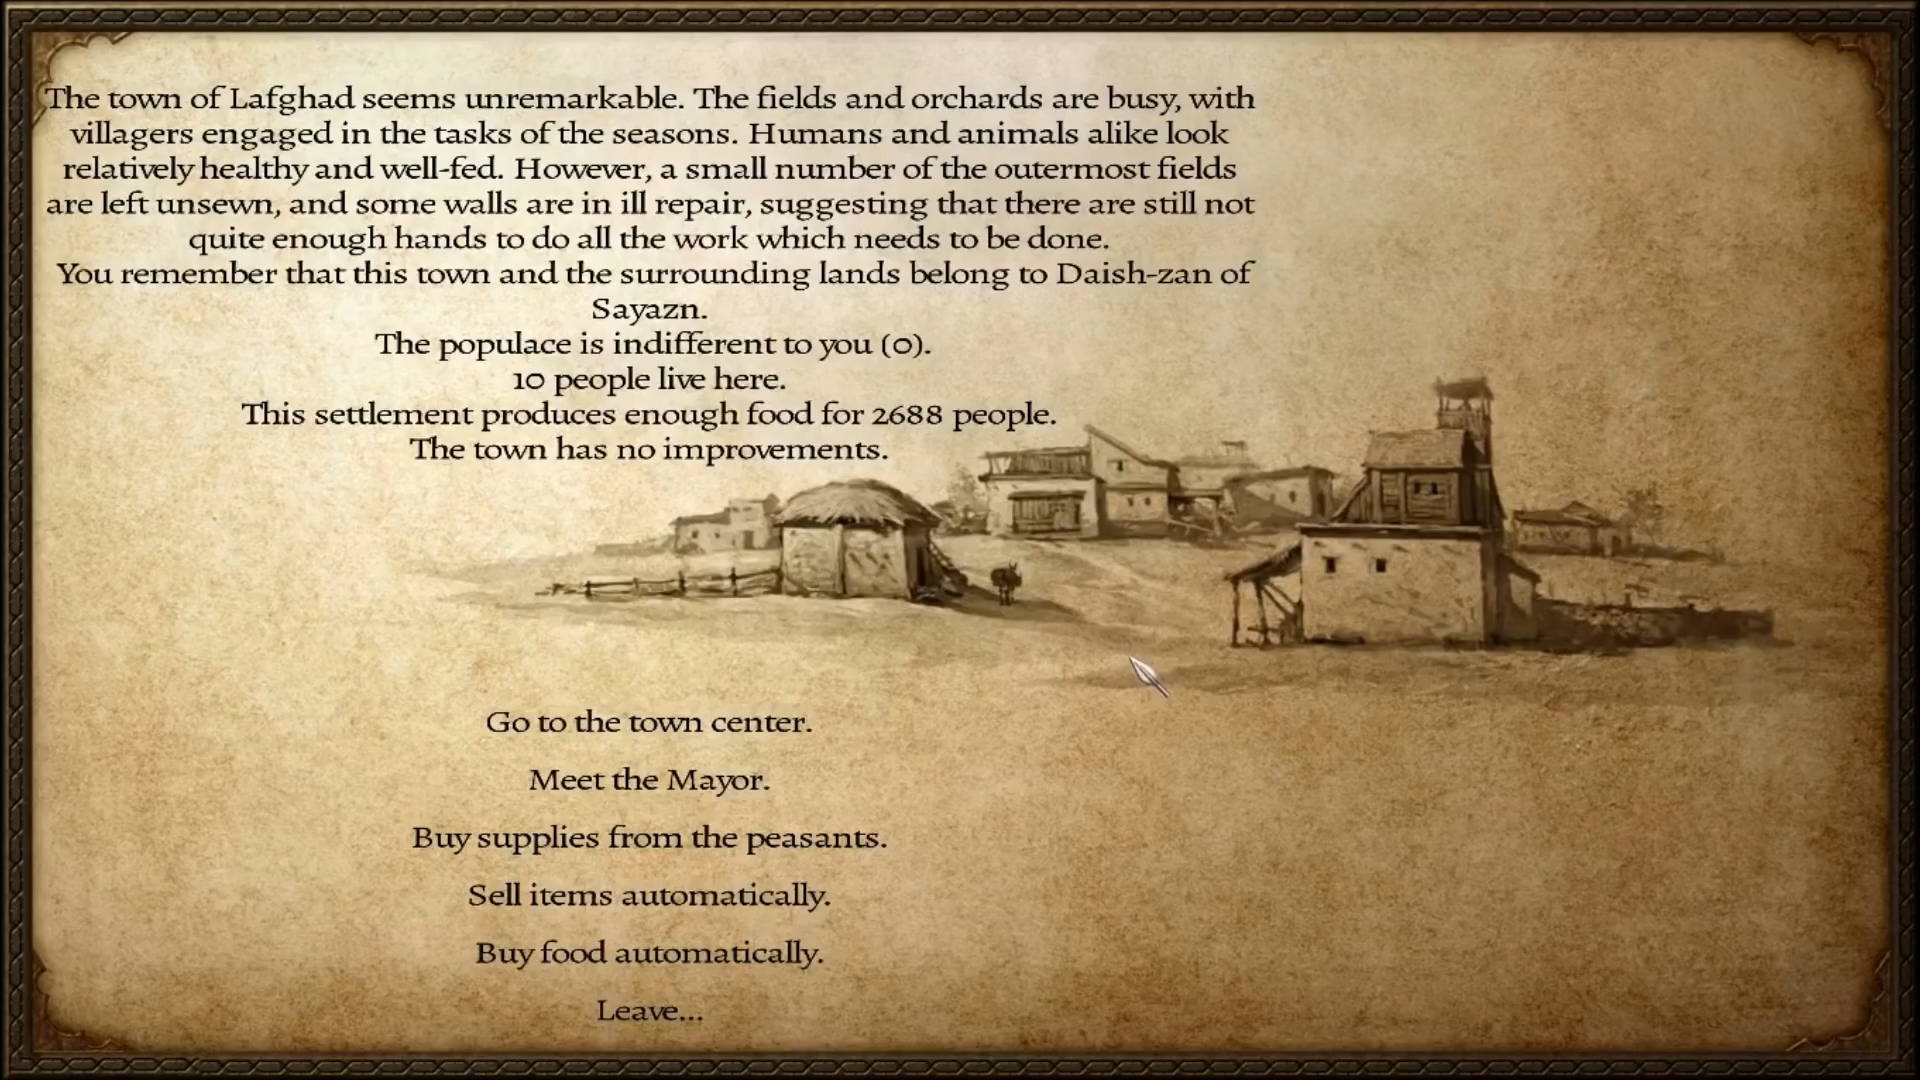 The town of Lafghad seems unremarkable. The fields and orchards are busy, with
villagers engaged in the tasks of the seasons. Humans and animals alike look
relatively healthy and well-fed. However, a small number of the outermost fields
are left unsewn, and some walls are in ill repair, suggesting that there are still not
quite enough hands to do all the work which needs to be done.
You remember that this town and the surrounding lands belong to Daish-zan of
Sayazn.
The populace is indifferent to you (0).
10 people live here.
This settlement produces enough food for 2688 people.
The town has no improvements.
Go to the town center.
Meet the Mayor.
Buy supplies from the peasants.
Sell items automatically.
Buy food automatically.
Leave...